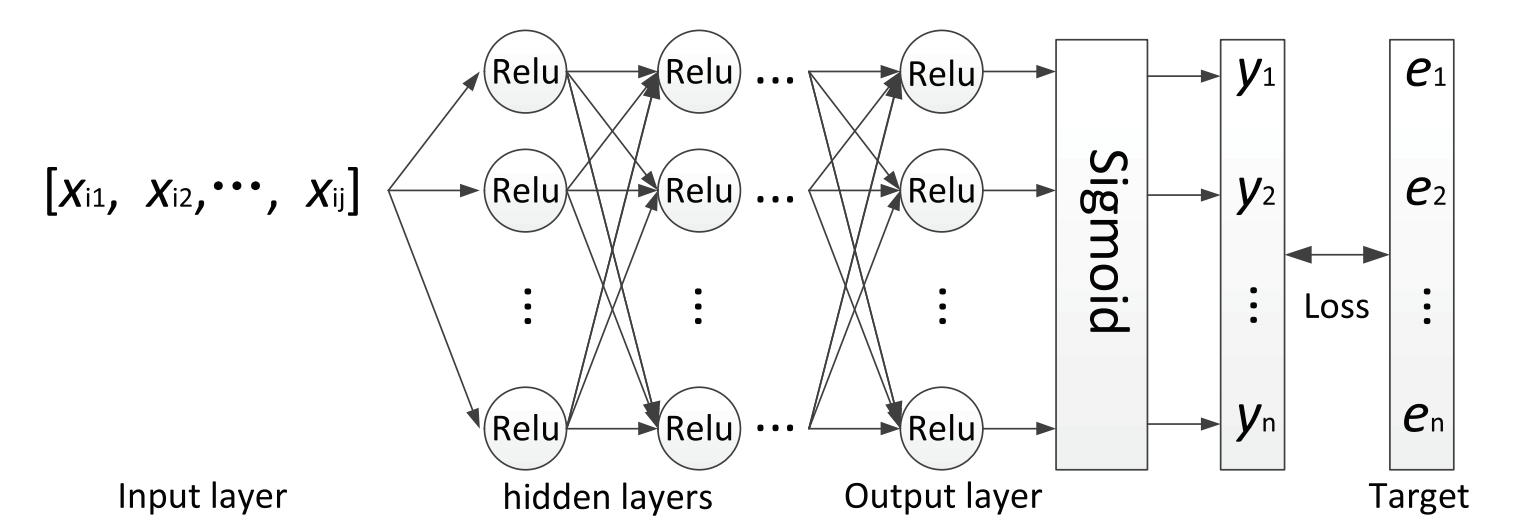 Relu Relu ... Relu y1 e1
[xi1, xi2,···, xij] Relu Relu ... Relu Sigmoid y2 e2
⋮ ⋮ ⋮ ⋮ Loss ⋮
Relu Relu ... Relu yn en
Input layer hidden layers Output layer Target